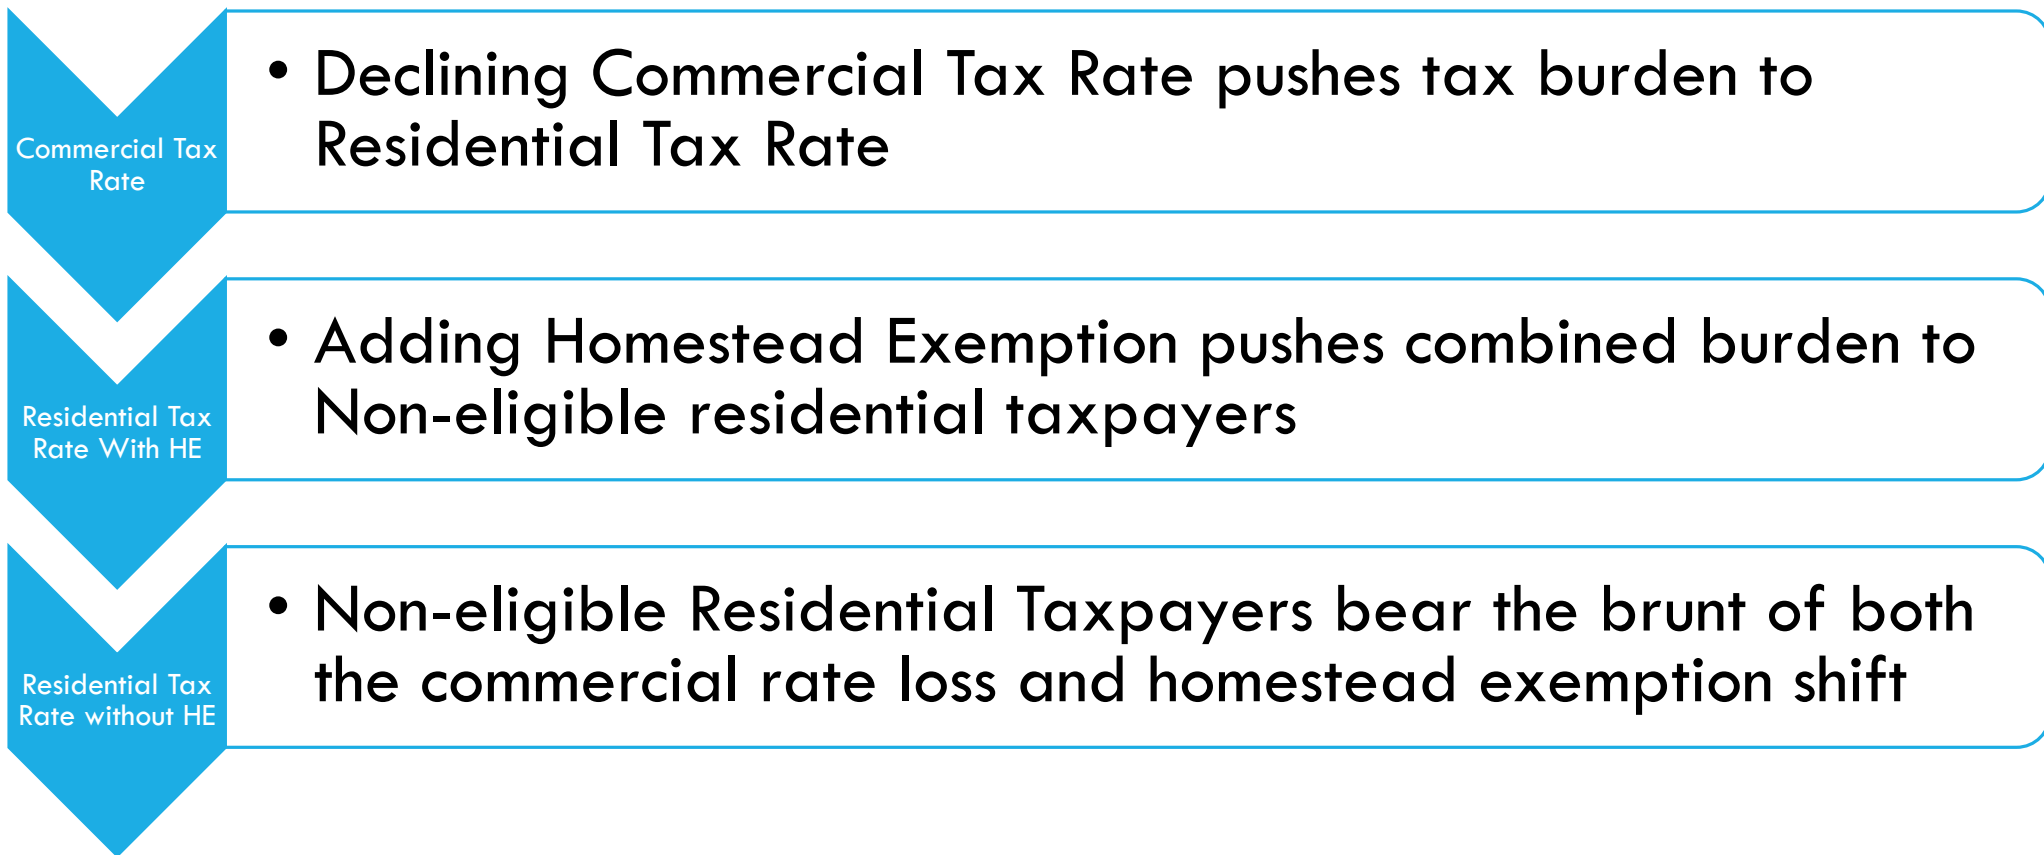 Commercial Tax
Rate
• Declining Commercial Tax Rate pushes tax burden to
Residential Tax Rate
Residential Tax
Rate With HE
• Adding Homestead Exemption pushes combined burden to
Non-eligible residential taxpayers
Residential Tax
Rate without HE
• Non-eligible Residential Taxpayers bear the brunt of both
the commercial rate loss and homestead exemption shift